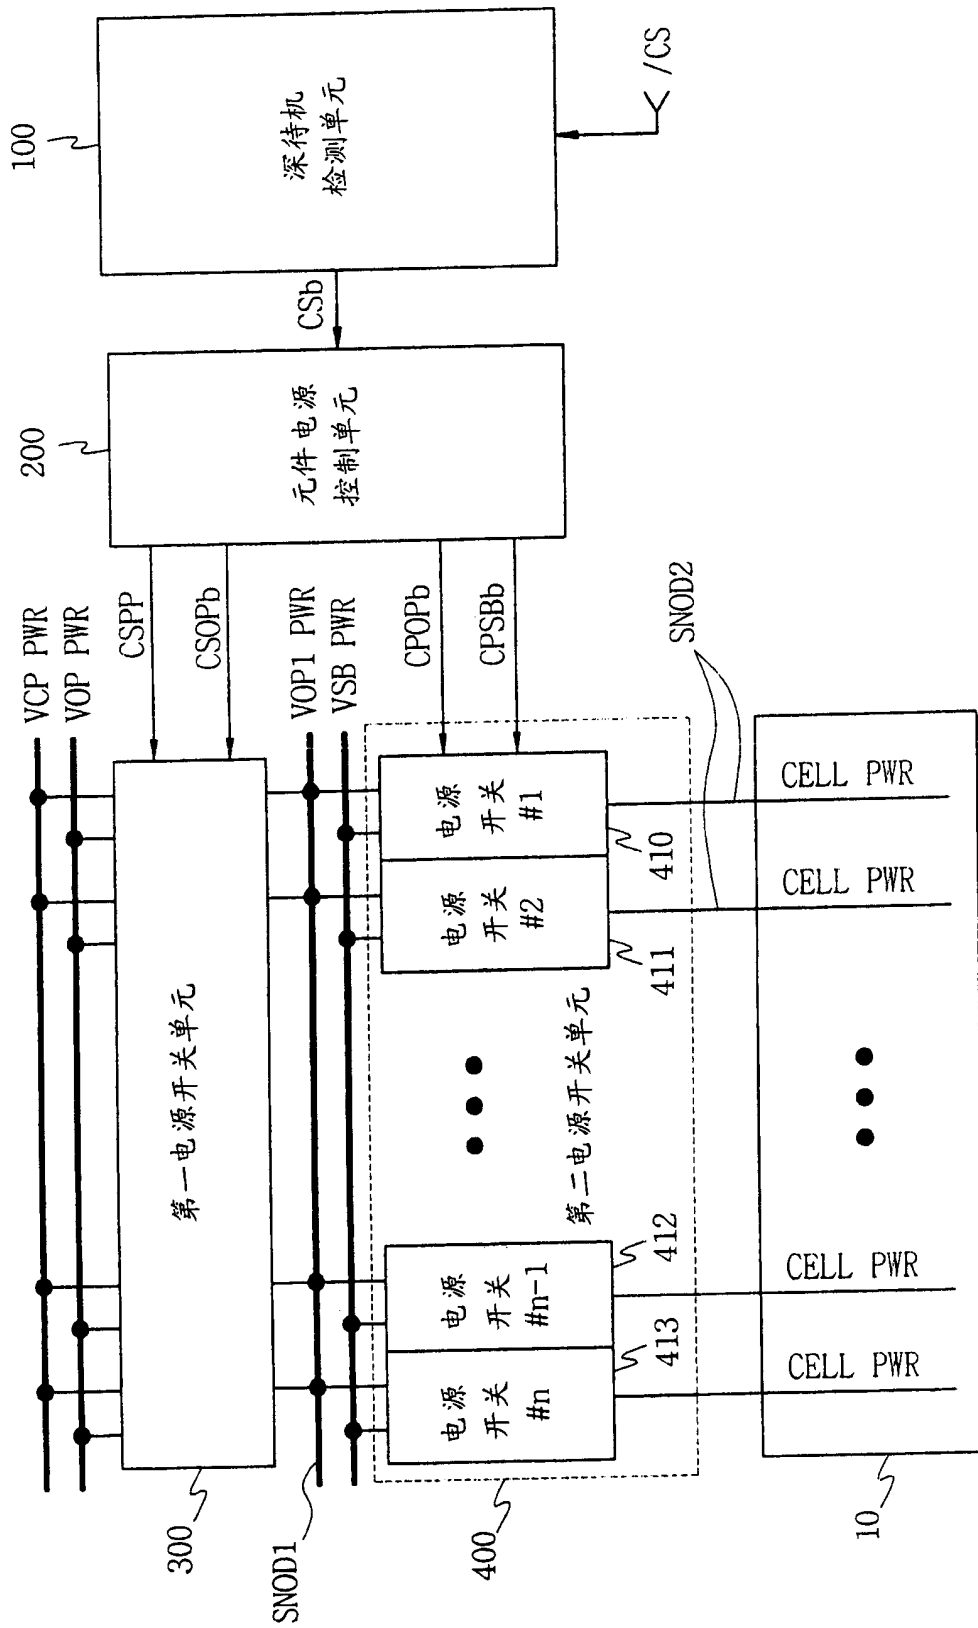 100
深待机
检测单元
/CS
CSb
200
元件电源
控制单元
VCP PWR
VOP PWR
CSPP
CSOPb
VOP1 PWR
VSB PWR
CPOPb
CPSBb
SNOD2
第一电源开关单元
300
SNOD1
电源
开关
#1
410
电源
开关
#2
411
第二电源开关单元
电源
开关
#n-1
412
电源
开关
#n
413
400
CELL PWR
CELL PWR
CELL PWR
CELL PWR
10